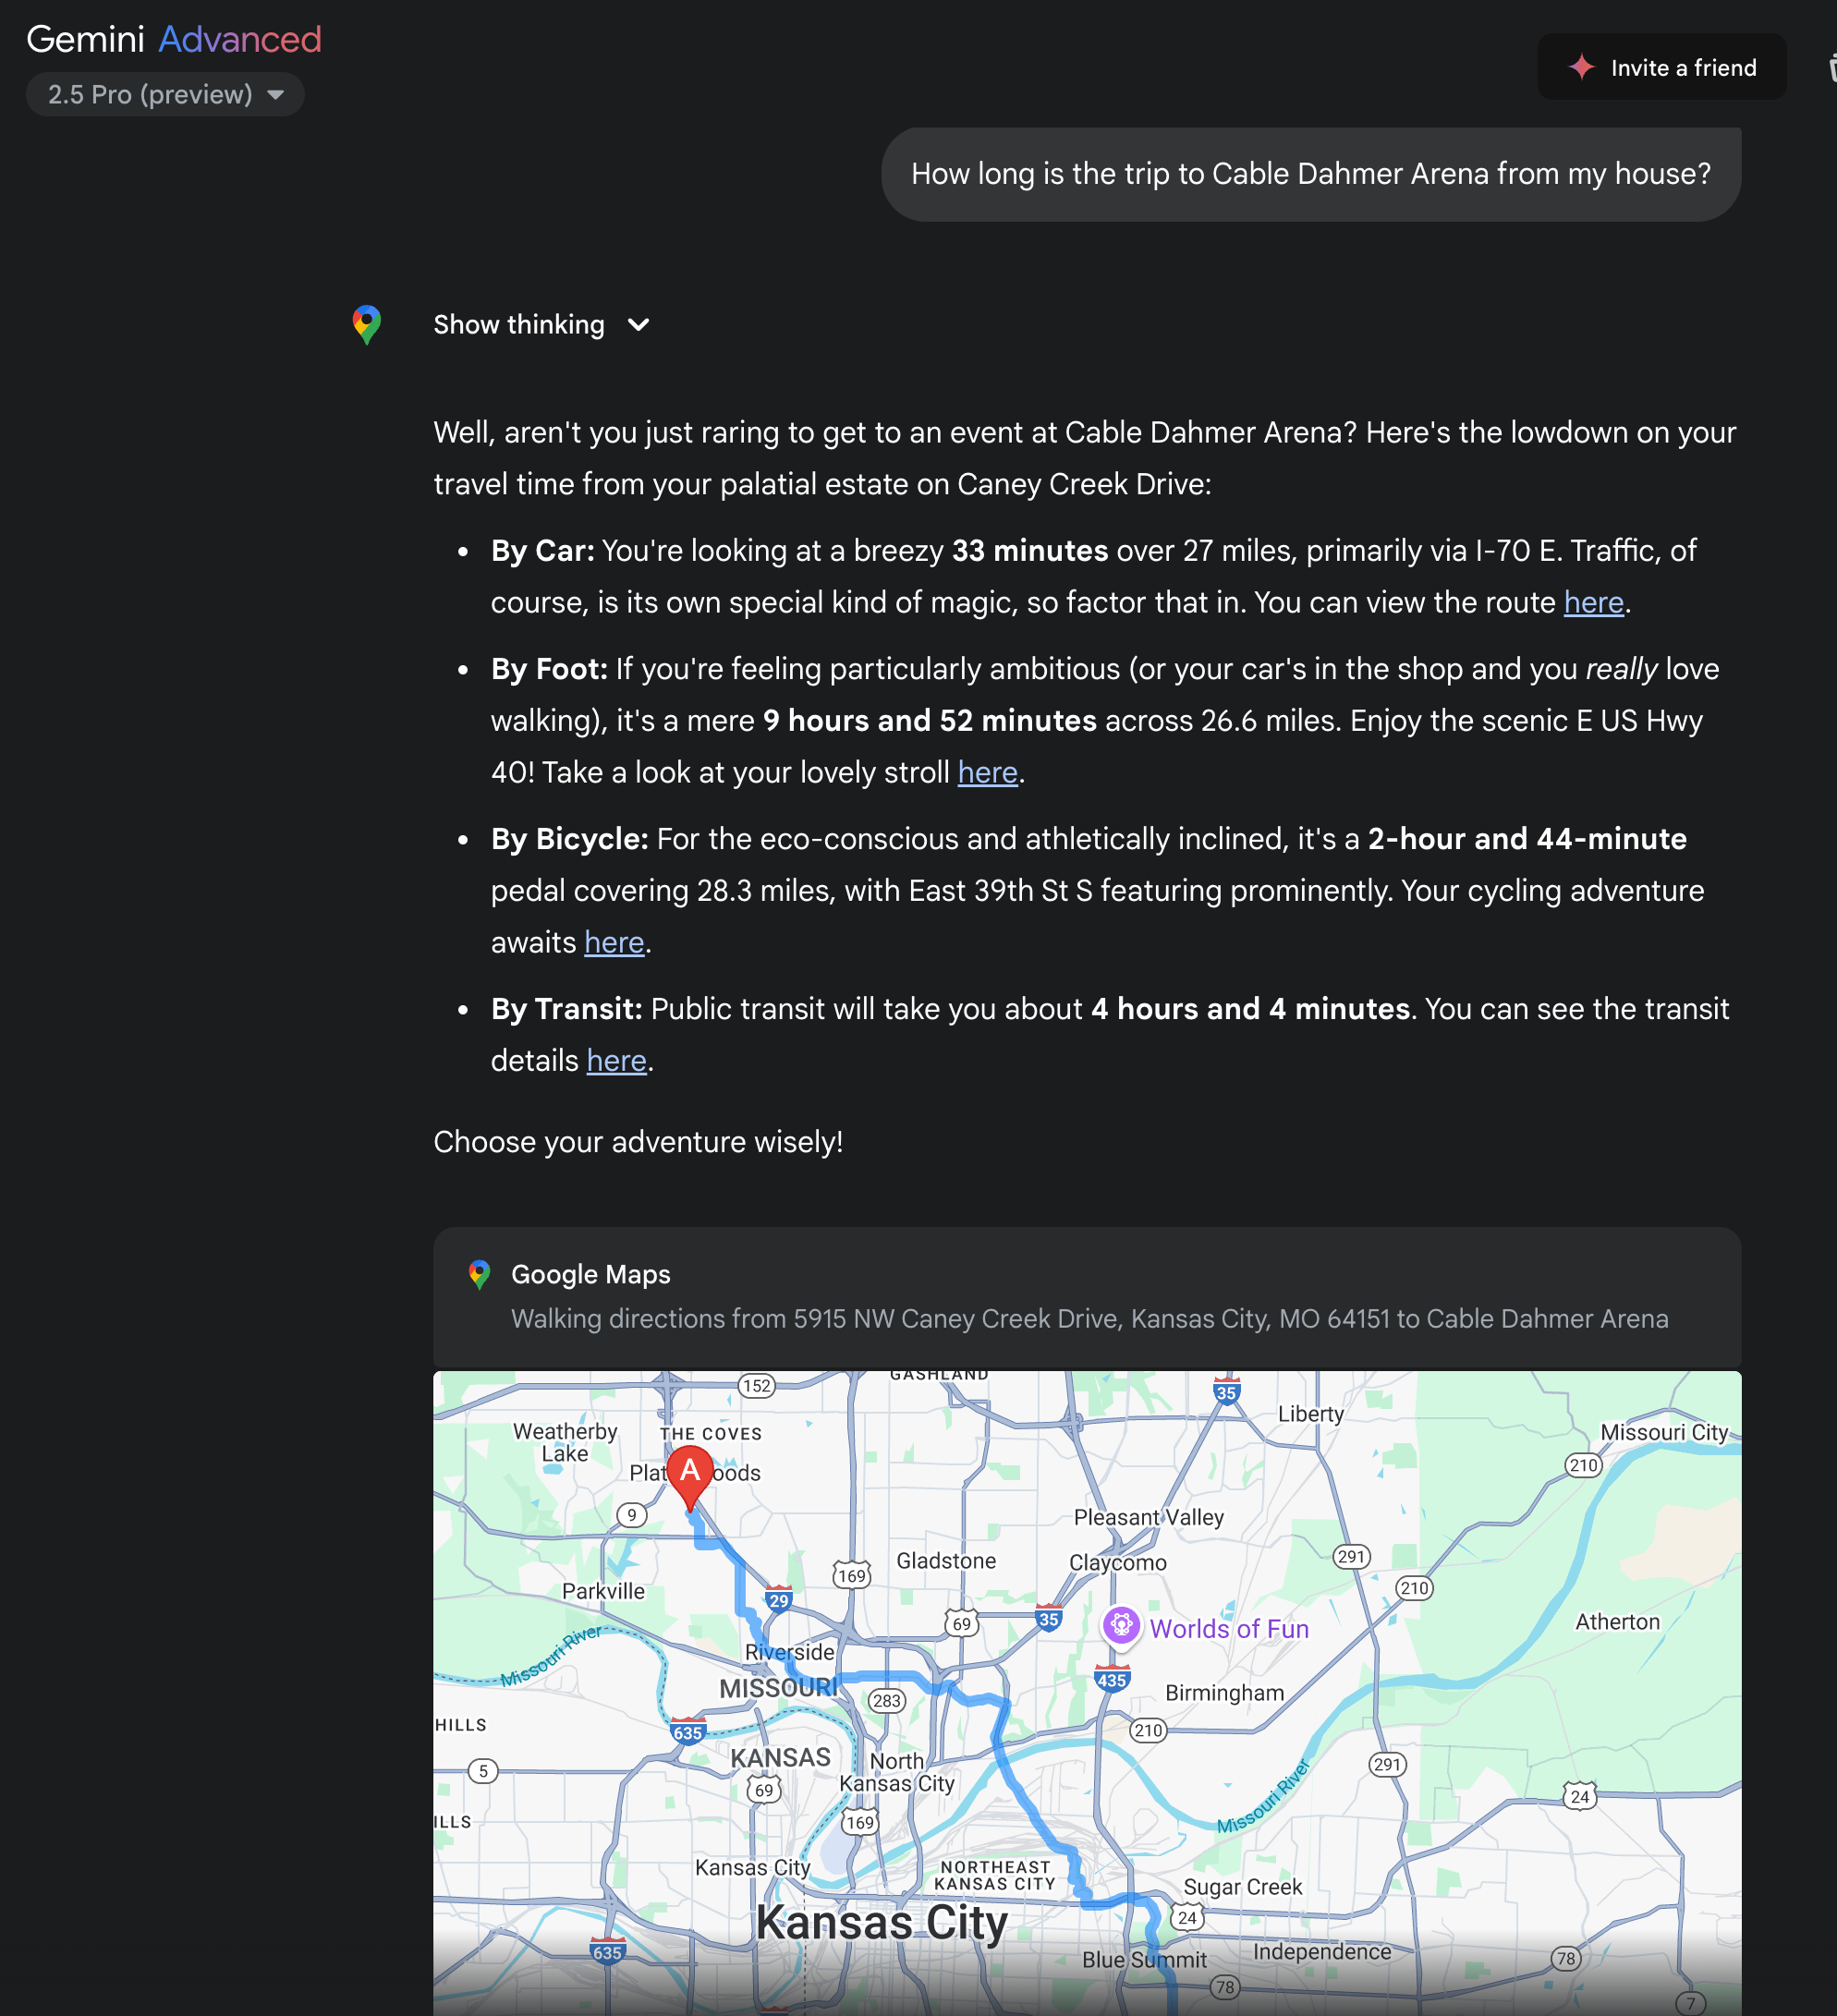 Gemini Advanced
2.5 Pro (preview)
Invite a friend
How long is the trip to Cable Dahmer Arena from my house?
Show thinking
Well, aren't you just raring to get to an event at Cable Dahmer Arena? Here's the lowdown on your
travel time from your palatial estate on Caney Creek Drive:
• By Car: You're looking at a breezy 33 minutes over 27 miles, primarily via I-70 E. Traffic, of
course, is its own special kind of magic, so factor that in. You can view the route here.
• By Foot: If you're feeling particularly ambitious (or your car's in the shop and you really love
walking), it's a mere 9 hours and 52 minutes across 26.6 miles. Enjoy the scenic E US Hwy
40! Take a look at your lovely stroll here.
• By Bicycle: For the eco-conscious and athletically inclined, it's a 2-hour and 44-minute
pedal covering 28.3 miles, with East 39th St S featuring prominently. Your cycling adventure
awaits here.
• By Transit: Public transit will take you about 4 hours and 4 minutes. You can see the transit
details here.
Choose your adventure wisely!
Google Maps
Walking directions from 5915 NW Caney Creek Drive, Kansas City, MO 64151 to Cable Dahmer Arena
GASHLAND
152
35
Liberty
Weatherby
Lake
THE COVES
Missouri City
210
A
9
Pleasant Valley
Gladstone
Claycomo
291
169
210
Parkville
29
69
35
Worlds of Fun
Atherton
Missouri River
Riverside
MISSOURI
283
435
Birmingham
HILLS
635
210
KANSAS
North
Kansas City
5
69
291
24
Missouri River
169
Kansas City
NORTHEAST
KANSAS CITY
Sugar Creek
Kansas City
24
635
Blue Summit
Independence
78
78
7